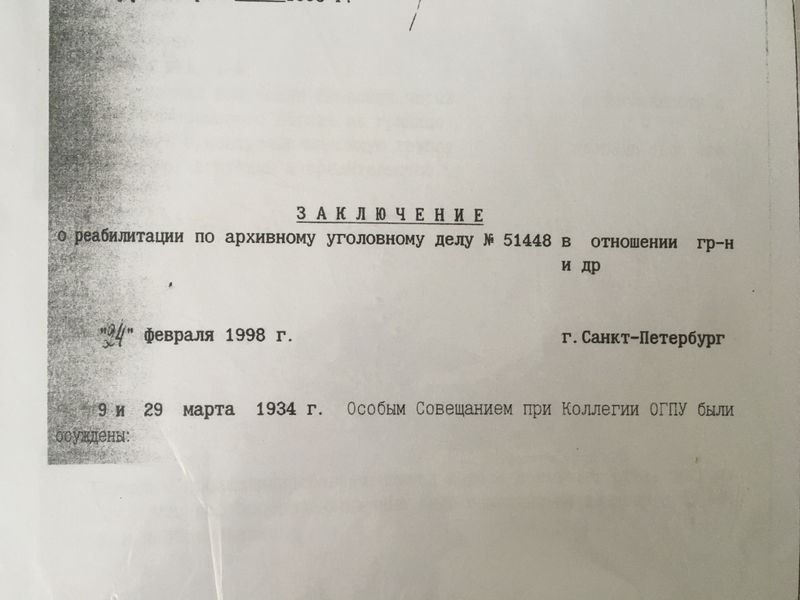 ЗАКЛЮЧЕНИЕ
о реабилитации по архивному уголовному делу № 51448 в отношении гр-н
и др
"24" февраля 1998 г.
г. Санкт-Петербург
9 и 29 марта 1934 г. Особым Совещанием при Коллегии ОГПУ были
осуждены: